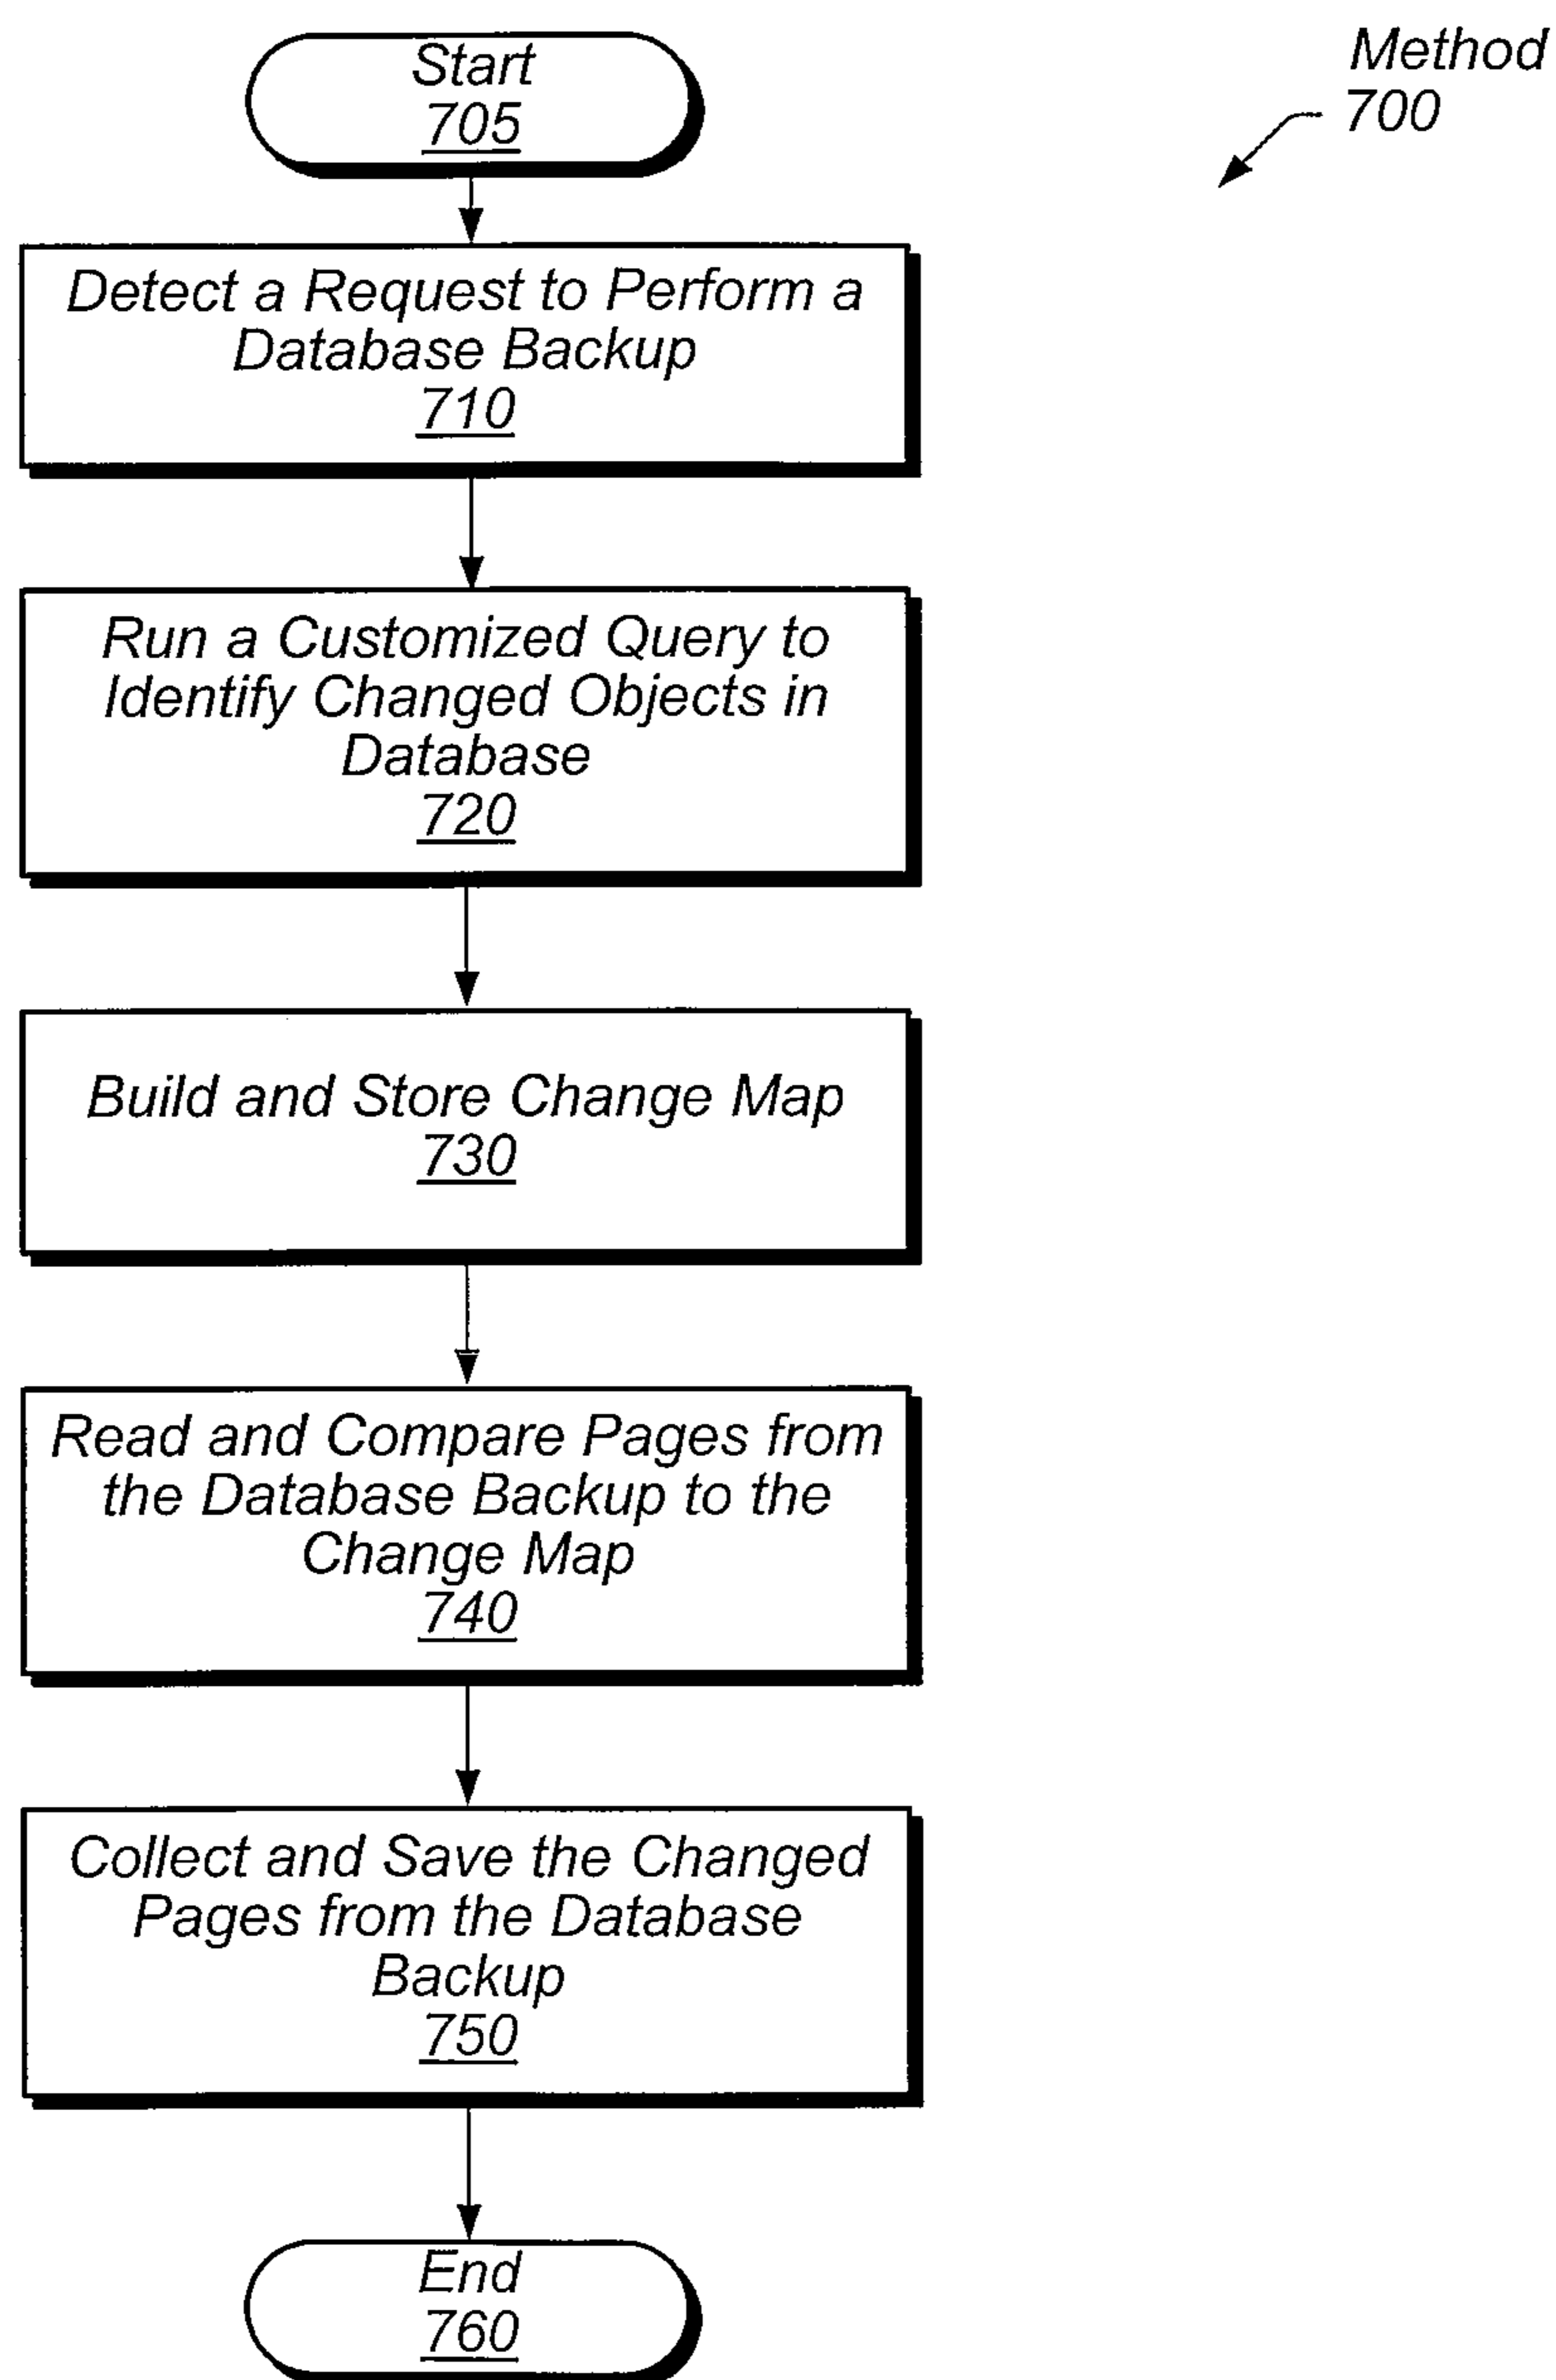 Method
700
Start
705
Detect a Request to Perform a
Database Backup
710
Run a Customized Query to
Identify Changed Objects in
Database
720
Build and Store Change Map
730
Read and Compare Pages from
the Database Backup to the
Change Map
740
Collect and Save the Changed
Pages from the Database
Backup
750
End
760